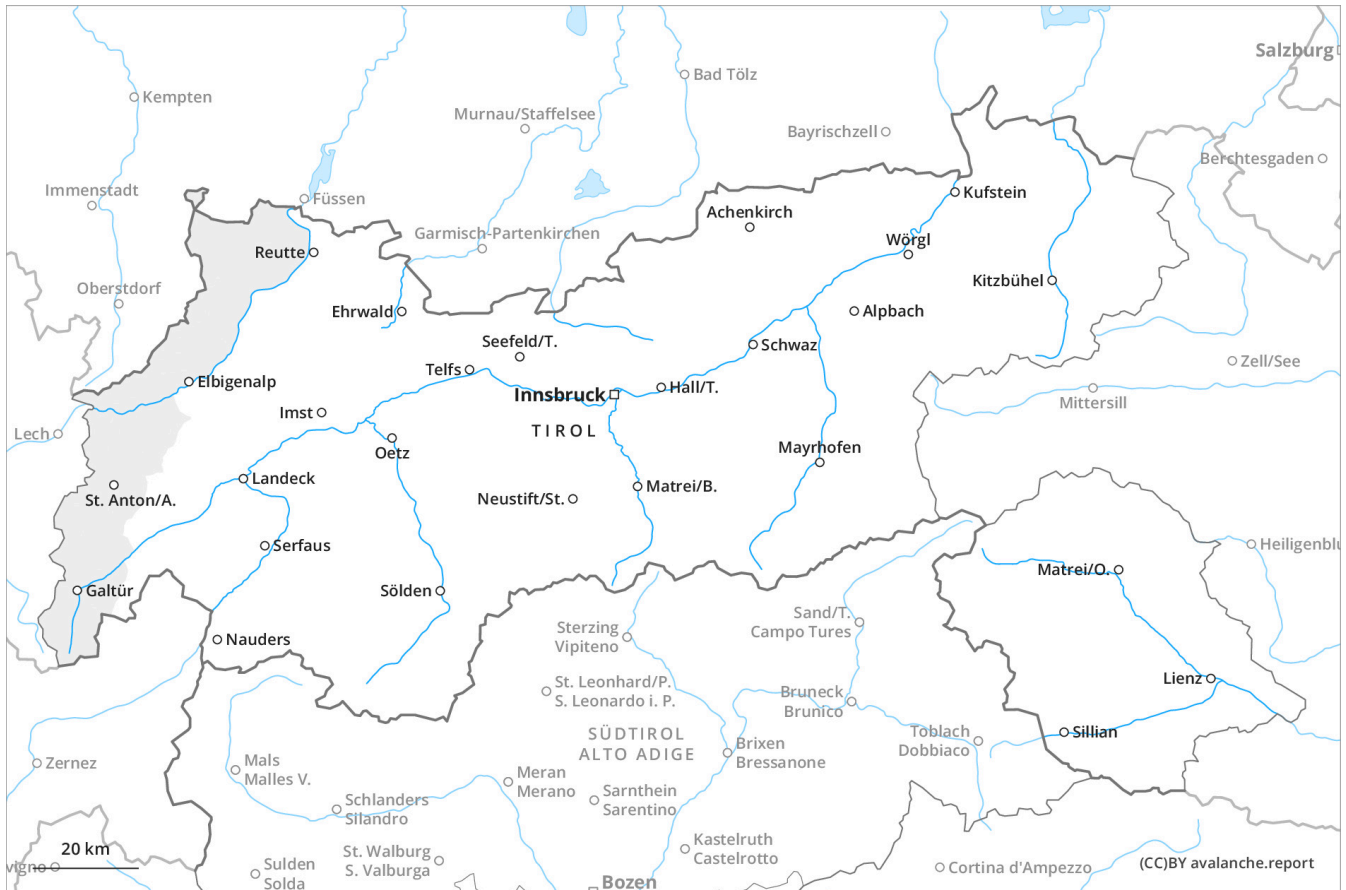 Salzburg
Bad Tölz
Kempten
Murnau/Staffelsee
Bayrischzell
Berchtesgaden
Immenstadt
Füssen
Kufstein
Achenkirch
Garmisch-Partenkirchen
Wörgl
Reutte
Oberstdorf
Kitzbühel
Ehrwald
Alpbach
Seefeld/T.
Schwaz
Zell/See
Telfs
Elbigenalp
Hall/T.
Innsbruck
Mittersill
Imst
TIROL
Lech
Oetz
Mayrhofen
Landeck
Matrei/B.
St. Anton/A.
Neustift/St.
Serfaus
Heiligenblu
Matrei/O.
Galtür
Sölden
Sand/T.
Campo Tures
Sterzing
Vipiteno
Nauders
Lienz
St. Leonhard/P.
S. Leonardo i. P.
Bruneck
Brunico
SÜDTIROL
ALTO ADIGE
Toblach
Dobbiaco
Sillian
Brixen
Bressanone
Zernez
Mals
Malles V.
Meran
Merano
Sarnthein
Sarentino
Schlanders
Silandro
Kastelruth
Castelrotto
20 km
St. Walburg
S. Valburga
vigno
Sulden
Solda
Cortina d'Ampezzo
(CC)BY avalanche.report
Bozen